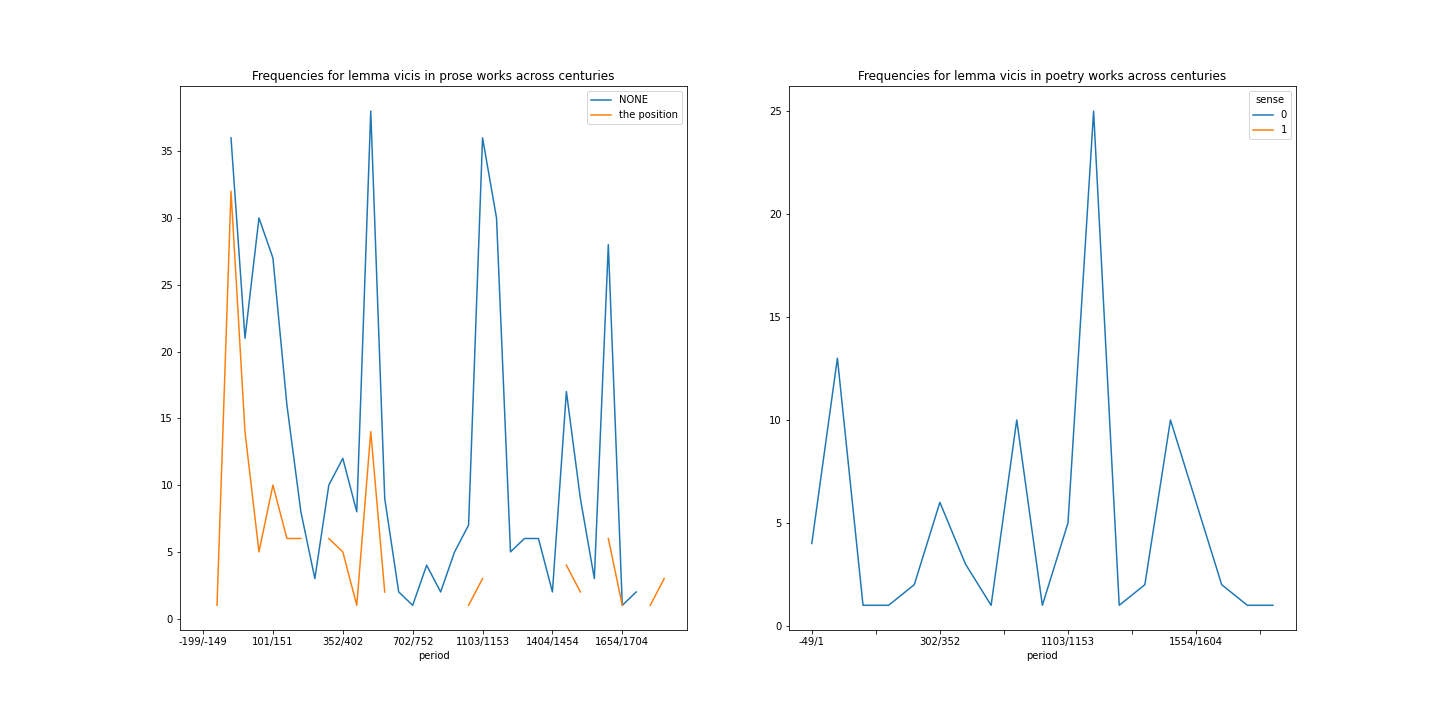 Frequencies for lemma vicis in prose works across centuries
NONE
the position
35
30
25
20
15
10
5
0
-199/-149 101/151 352/402 702/752 1103/1153 1404/1454 1654/1704
period
Frequencies for lemma vicis in poetry works across centuries
sense
0
1
25
20
15
10
5
0
-49/1 302/352 1103/1153 1554/1604
period